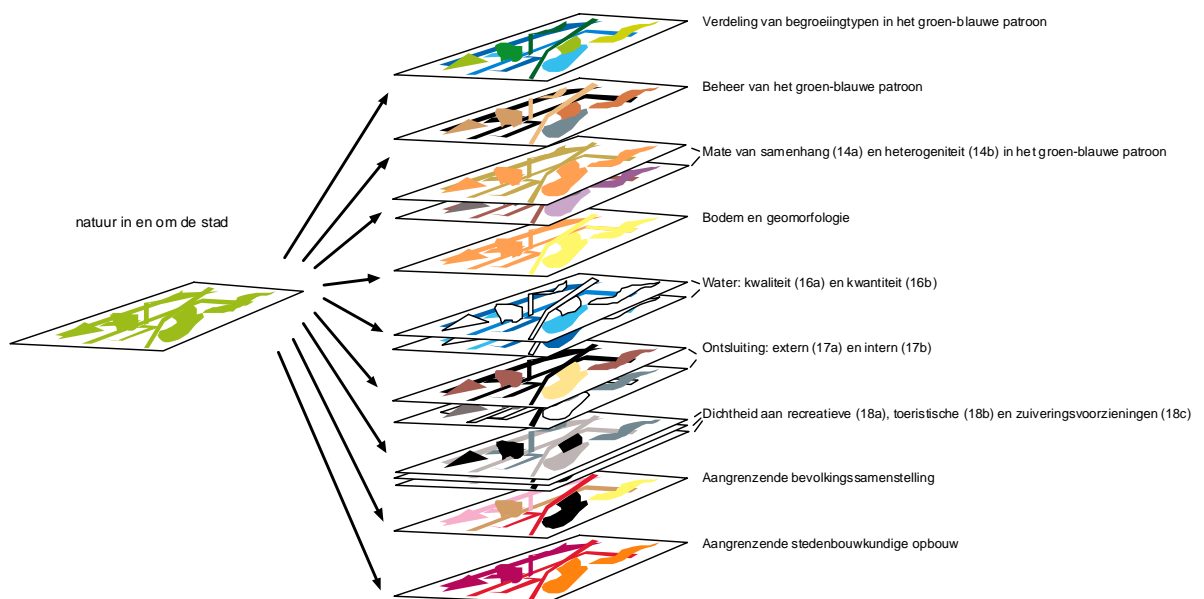 Verdeling van begroeiingtypen in het groen-blauwe patroon
Beheer van het groen-blauwe patroon
Mate van samenhang (14a) en heterogeniteit (14b) in het groen-blauwe patroon
natuur in en om de stad
Bodem en geomorfologie
Water: kwaliteit (16a) en kwantiteit (16b)
Ontsluiting: extern (17a) en intern (17b)
Dichtheid aan recreatieve (18a), toeristische (18b) en zuiveringsvoorzieningen (18c)
Aangrenzende bevolkingssamenstelling
Aangrenzende stedenbouwkundige opbouw